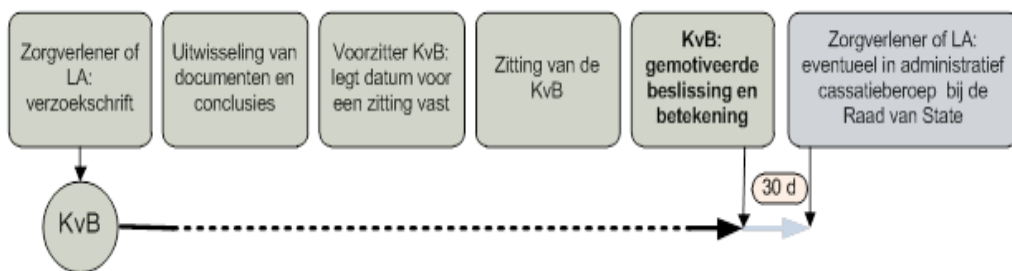 Zorgverlener of
LA:
verzoekschrift
Uitwisseling van
documenten en
conclusies
Voorzitter KvB:
legt datum voor
een zitting vast
Zitting van de
KvB
KvB:
gemotiveerde
beslissing en
betekening
Zorgverlener of LA:
eventueel in administratief
cassatieberoep bij de
Raad van State
30 d
KvB